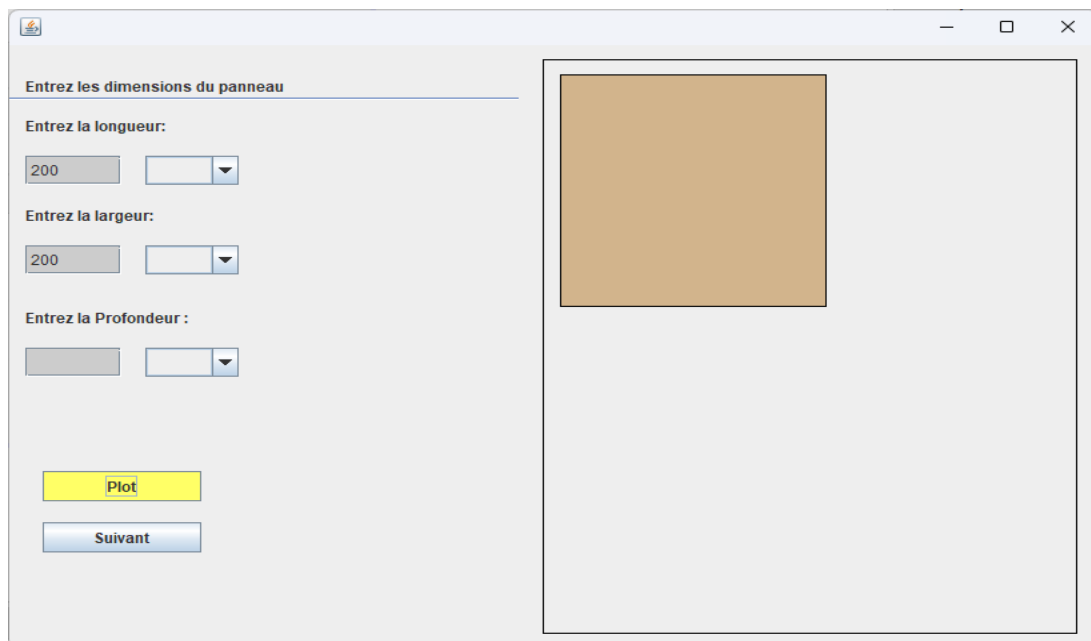 Entrez les dimensions du panneau
Entrez la longueur:
200
Entrez la largeur:
200
Entrez la Profondeur :
Plot
Suivant